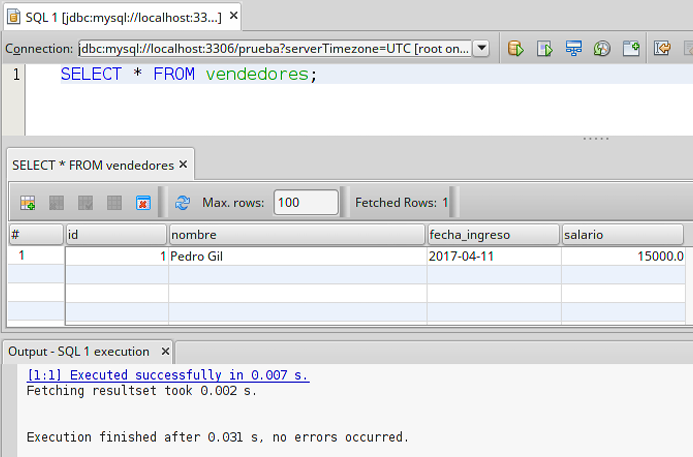 SQL 1 [jdbc:mysql://localhost:33...]
Connection: jdbc:mysql://localhost:3306/prueba?serverTimezone=UTC [root on...
1 SELECT * FROM vendedores;
SELECT * FROM vendedores
Max. rows: 100 Fetched Rows: 1
# id nombre fecha_ingreso salario
1 1 Pedro Gil 2017-04-11 15000.0
Output - SQL 1 execution
[1:1] Executed successfully in 0.007 s.
Fetching resultset took 0.002 s.
Execution finished after 0.031 s, no errors occurred.